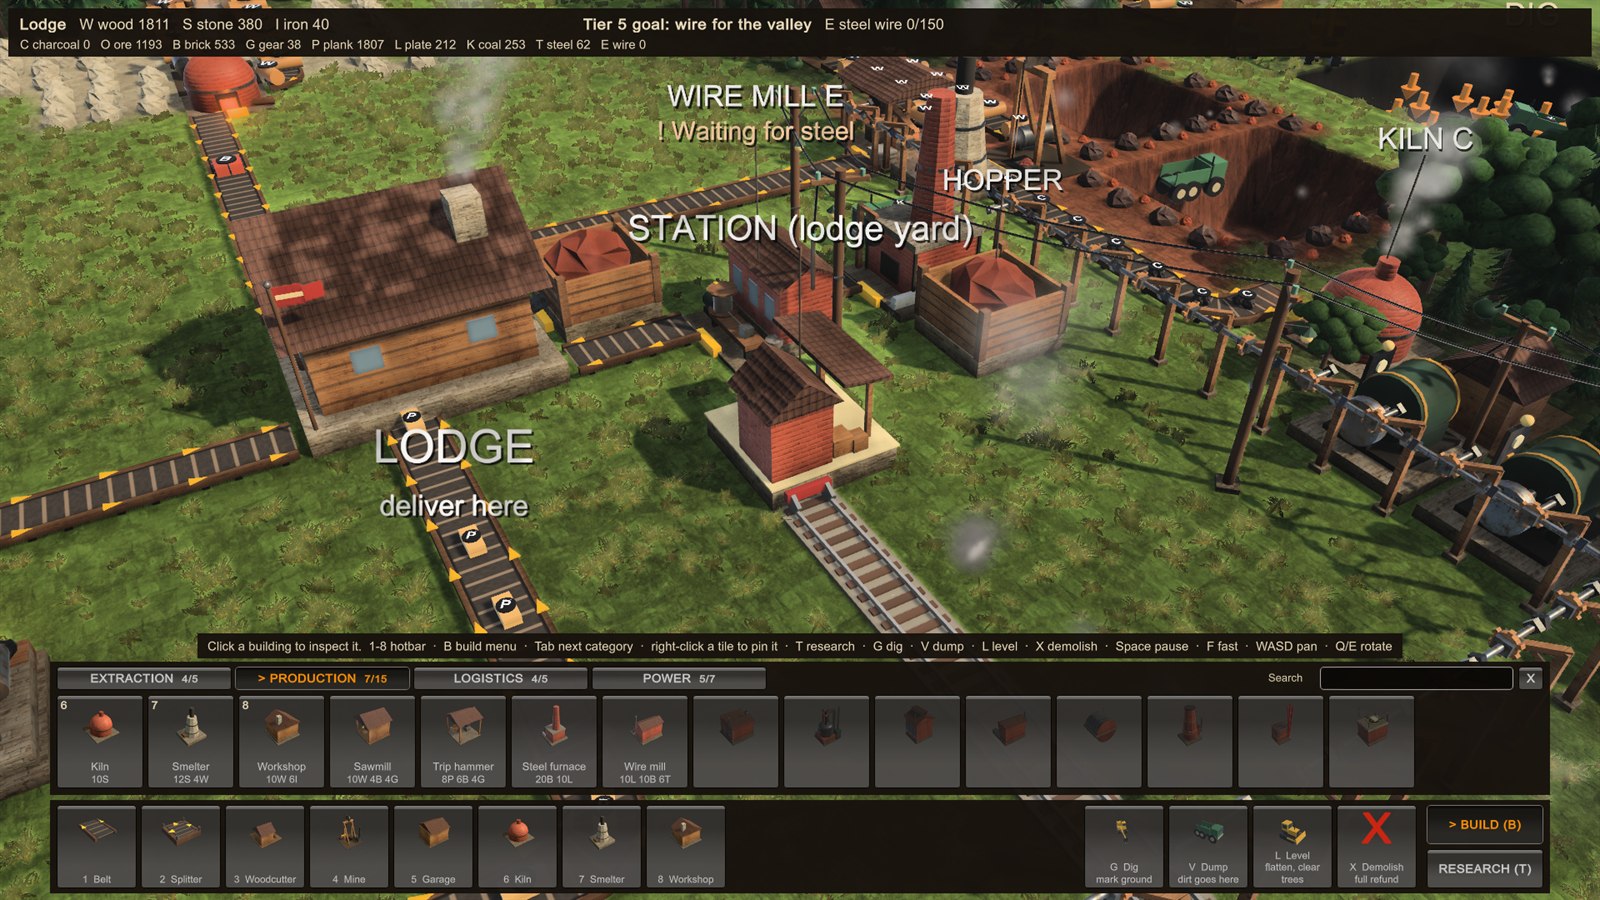 Lodge W wood 1811 S stone 380 I iron 40
Tier 5 goal: wire for the valley E steel wire 0/150
DIG
C charcoal 0 O ore 1193 B brick 533 G gear 38 P plank 1807 L plate 212 K coal 253 T steel 62 E wire 0
WIRE MILL E
! Waiting for steel
KILN C
HOPPER
STATION (lodge yard)
LODGE
deliver here
Click a building to inspect it. 1-8 hotbar · B build menu · Tab next category · right-click a tile to pin it · T research · G dig · V dump · L level · X demolish · Space pause · F fast · WASD pan · Q/E rotate
EXTRACTION 4/5
> PRODUCTION 7/15
LOGISTICS 4/5
POWER 5/7
Search
X
6
Kiln
10S
7
Smelter
12S 4W
8
Workshop
10W 6I
Sawmill
10W 4B 4G
Trip hammer
8P 6B 4G
Steel furnace
20B 10L
Wire mill
10L 10B 6T
1 Belt
2 Splitter
3 Woodcutter
4 Mine
5 Garage
6 Kiln
7 Smelter
8 Workshop
G Dig
mark ground
V Dump
dirt goes here
L Level
flatten, clear
trees
X Demolish
full refund
> BUILD (B)
RESEARCH (T)